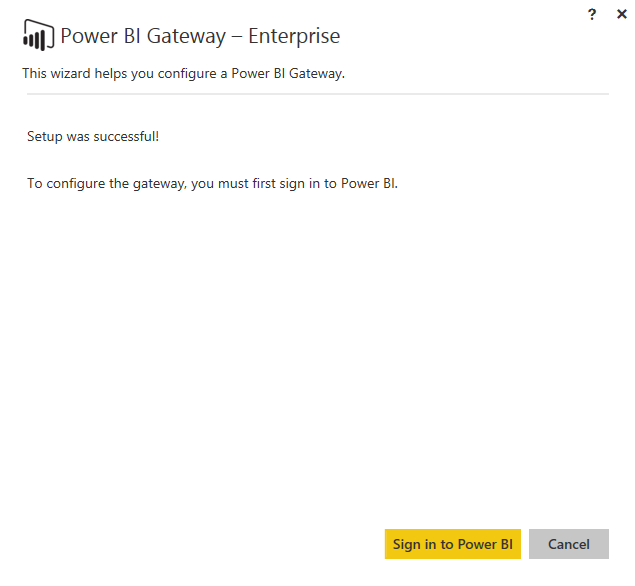 ? ×
Power BI Gateway – Enterprise
This wizard helps you configure a Power BI Gateway.
Setup was successful!
To configure the gateway, you must first sign in to Power BI.
Sign in to Power BI Cancel